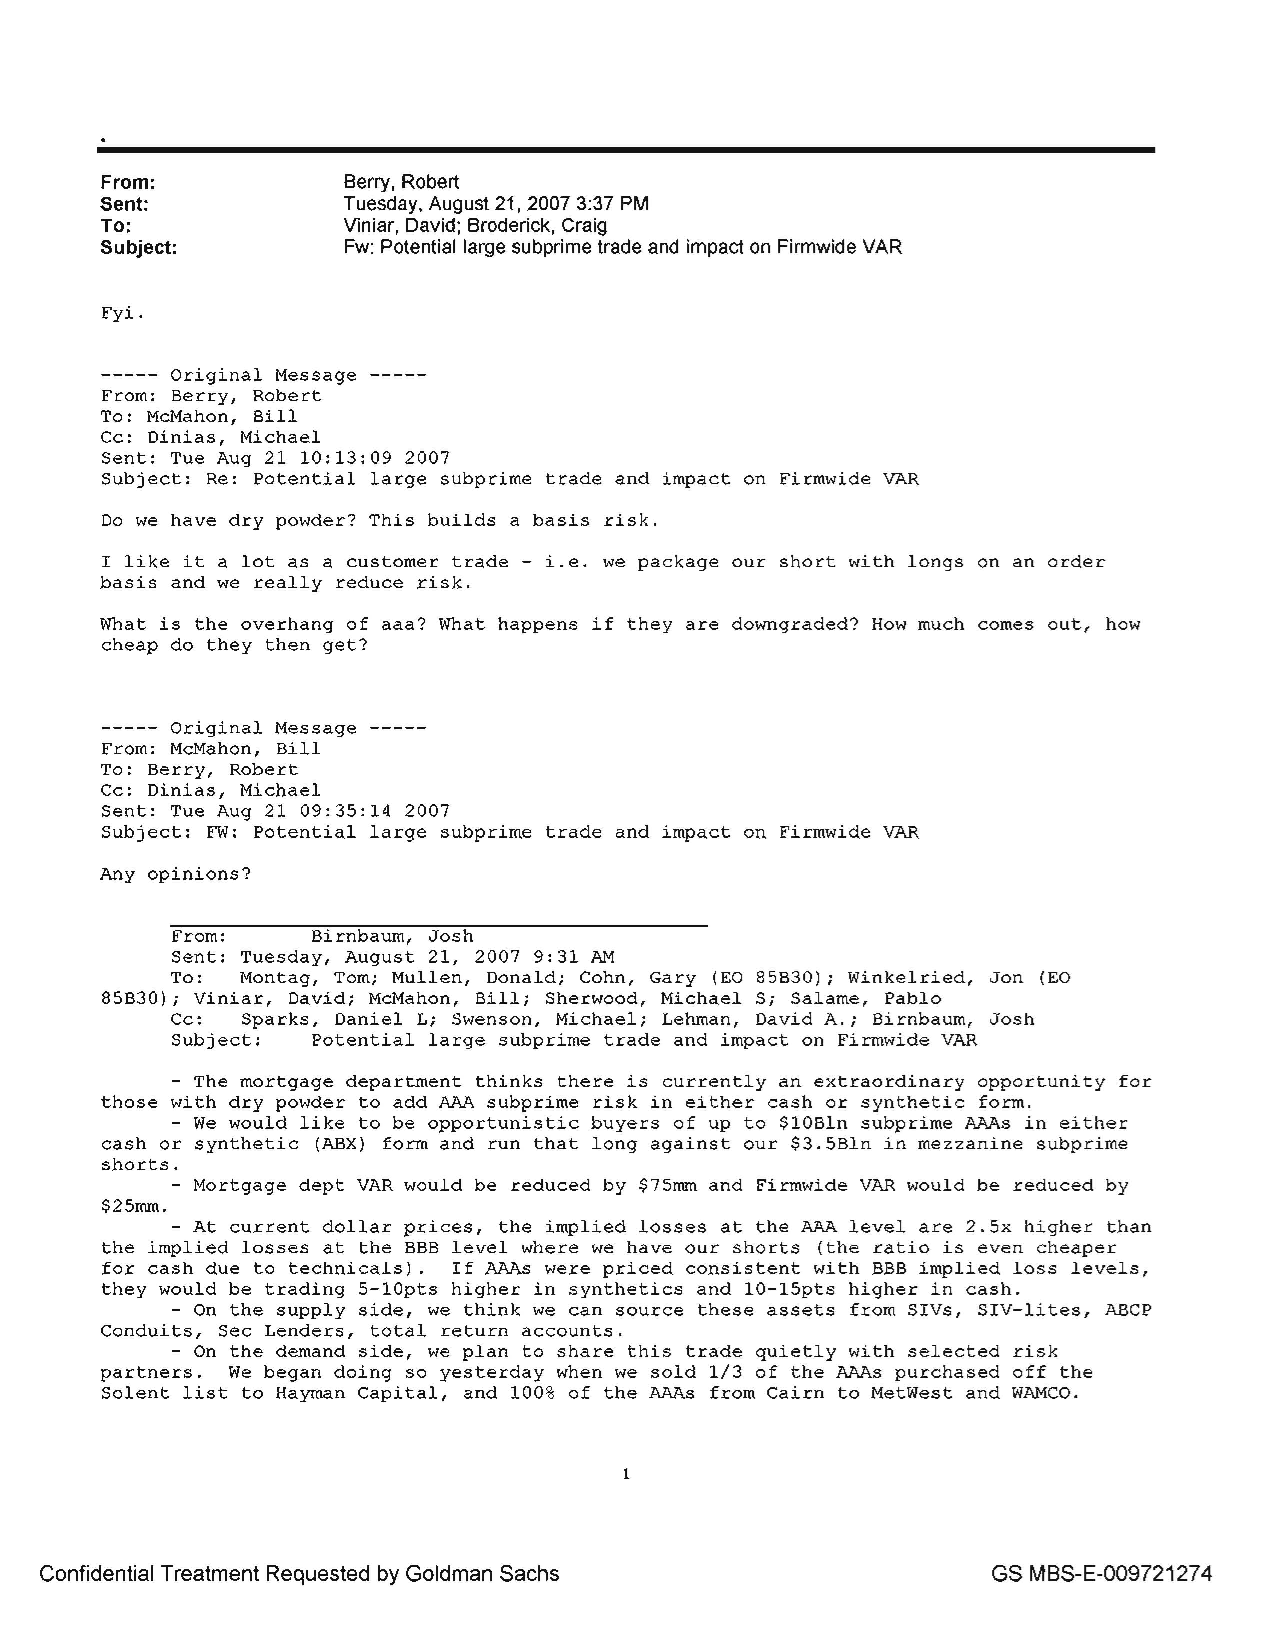 From: Berry, Robert
Sent: Tuesday, August 21, 2007 3:37 PM
To: Viniar, David; Broderick, Craig
Subject: Fw: Potential large subprime trade and impact on Firmwide VAR
Fyi.
----- Original Message -----
From: Berry, Robert
To: McMahon, Bill
Cc: Dinias, Michael
Sent: Tue Aug 21 10:13:09 2007
Subject: Re: Potential large subprime trade and impact on Firmwide VAR
Do we have dry powder? This builds a basis risk.
I like it a lot as a customer trade - i.e. we package our short with longs on an order
basis and we really reduce risk.
What is the overhang of aaa? What happens if they are downgraded? How much comes out, how
cheap do they then get?
----- Original Message -----
From: McMahon, Bill
To: Berry, Robert
Cc: Dinias, Michael
Sent: Tue Aug 21 09:35:14 2007
Subject: FW: Potential large subprime trade and impact on Firmwide VAR
Any opinions?
From: Birnbaum, Josh
Sent: Tuesday, August 21, 2007 9:31 AM
To: Montag, Tom; Mullen, Donald; Cohn, Gary (EO 85B30); Winkelried, Jon (EO
85B30); Viniar, David; McMahon, Bill; Sherwood, Michael S; Salame, Pablo
Cc: Sparks, Daniel L; Swenson, Michael; Lehman, David A.; Birnbaum, Josh
Subject: Potential large subprime trade and impact on Firmwide VAR
- The mortgage department thinks there is currently an extraordinary opportunity for
those with dry powder to add AAA subprime risk in either cash or synthetic form.
- We would like to be opportunistic buyers of up to $10Bln subprime AAAs in either
cash or synthetic (ABX) form and run that long against our $3.5Bln in mezzanine subprime
shorts.
- Mortgage dept VAR would be reduced by $75mm and Firmwide VAR would be reduced by
$25mm.
- At current dollar prices, the implied losses at the AAA level are 2.5x higher than
the implied losses at the BBB level where we have our shorts (the ratio is even cheaper
for cash due to technicals). If AAAs were priced consistent with BBB implied loss levels,
they would be trading 5-10pts higher in synthetics and 10-15pts higher in cash.
- On the supply side, we think we can source these assets from SIVs, SIV-lites, ABCP
Conduits, Sec Lenders, total return accounts.
- On the demand side, we plan to share this trade quietly with selected risk
partners. We began doing so yesterday when we sold 1/3 of the AAAs purchased off the
Solent list to Hayman Capital, and 100% of the AAAs from Cairn to MetWest and WAMCO.
1
Confidential Treatment Requested by Goldman Sachs GS MBS-E-009721274